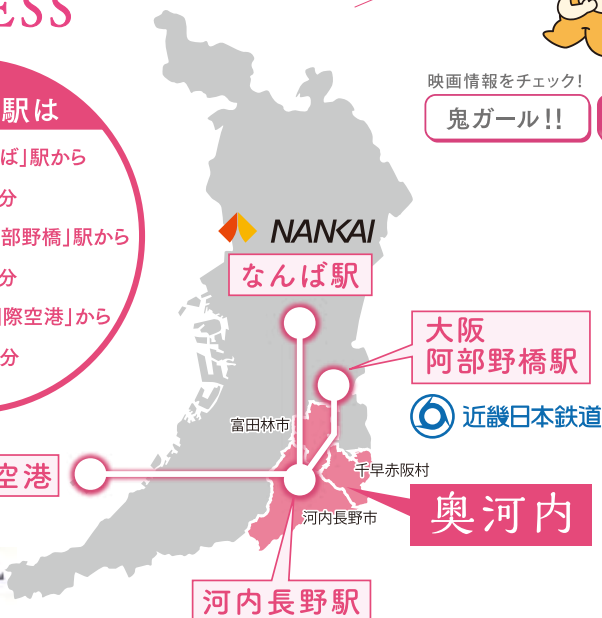 ESS
映画情報をチェック!
鬼ガール!!
駅は
ば」駅から
分
部野橋」駅から
分
際空港」から
分
NANKAI
なんば駅
大阪
阿部野橋駅
近畿日本鉄道
富田林市
空港
千早赤阪村
奥河内
河内長野市
河内長野駅